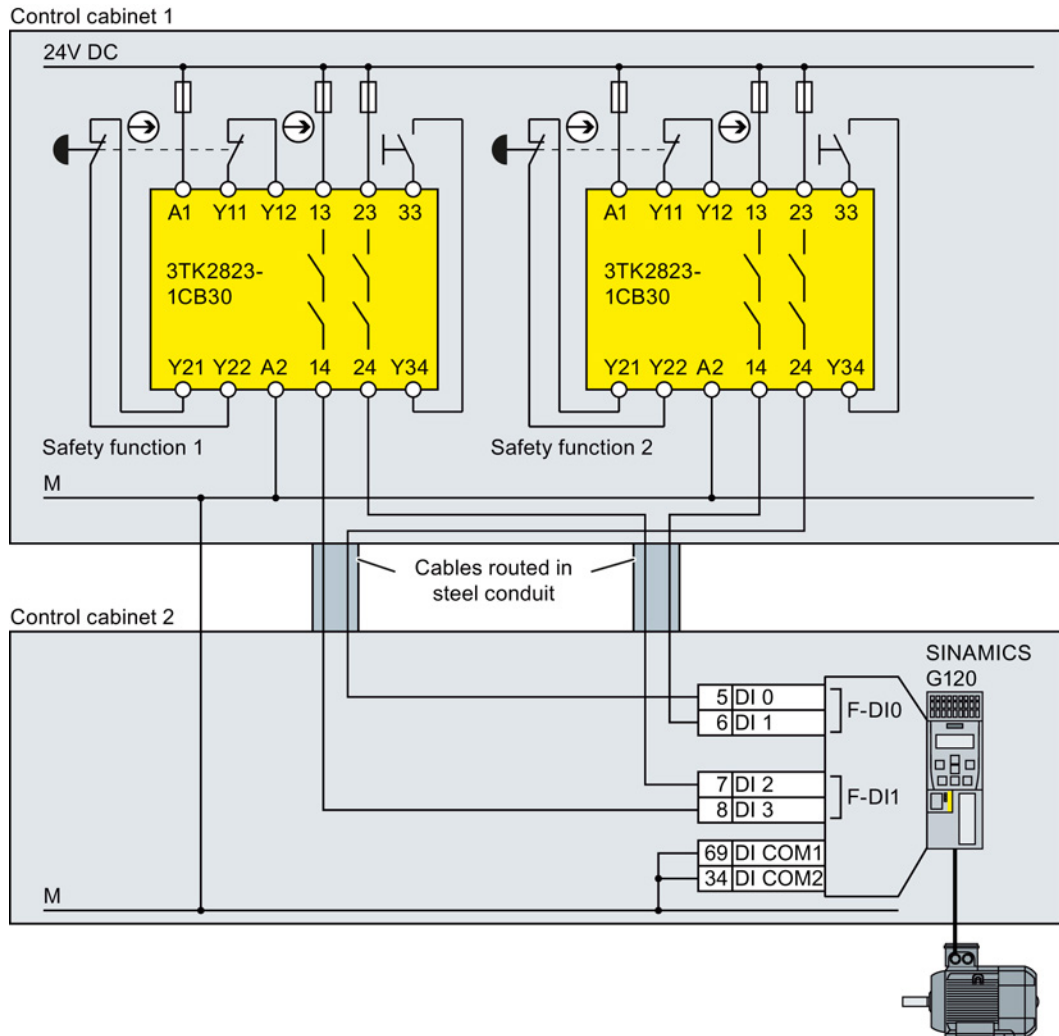 Control cabinet 1
24V DC
A1 Y11 Y12 13 23 33
3TK2823-
1CB30
Y21 Y22 A2 14 24 Y34
Safety function 1
A1 Y11 Y12 13 23 33
3TK2823-
1CB30
Y21 Y22 A2 14 24 Y34
Safety function 2
M
Cables routed in
steel conduit
Control cabinet 2
SINAMICS
G120
5 DI 0
6 DI 1
F-DI0
7 DI 2
8 DI 3
F-DI1
69 DI COM1
34 DI COM2
M